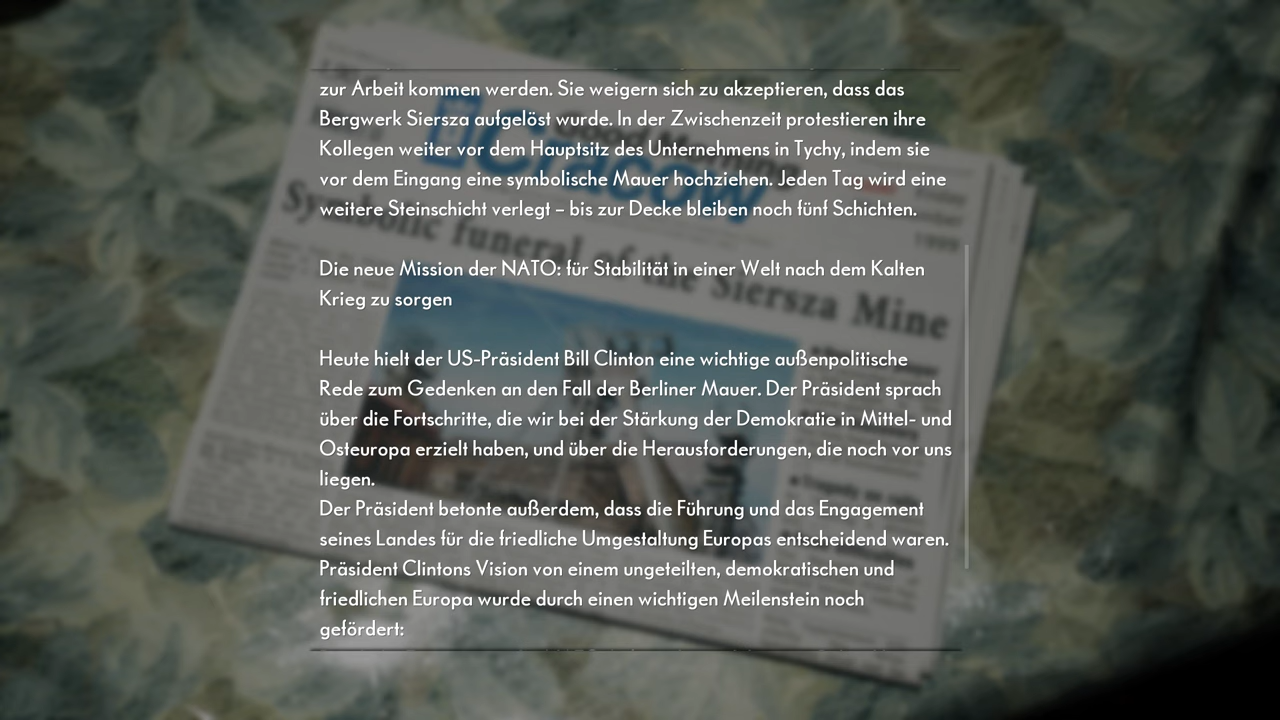 zur Arbeit kommen werden. Sie weigern sich zu akzeptieren, dass das
Bergwerk Siersza aufgelöst wurde. In der Zwischenzeit protestieren ihre
Kollegen weiter vor dem Hauptsitz des Unternehmens in Tychy, indem sie
vor dem Eingang eine symbolische Mauer hochziehen. Jeden Tag wird eine
weitere Steinschicht verlegt – bis zur Decke bleiben noch fünf Schichten.
Die neue Mission der NATO: für Stabilität in einer Welt nach dem Kalten
Krieg zu sorgen
Heute hielt der US-Präsident Bill Clinton eine wichtige außenpolitische
Rede zum Gedenken an den Fall der Berliner Mauer. Der Präsident sprach
über die Fortschritte, die wir bei der Stärkung der Demokratie in Mittel- und
Osteuropa erzielt haben, und über die Herausforderungen, die noch vor uns
liegen.
Der Präsident betonte außerdem, dass die Führung und das Engagement
seines Landes für die friedliche Umgestaltung Europas entscheidend waren.
Präsident Clintons Vision von einem ungeteilten, demokratischen und
friedlichen Europa wurde durch einen wichtigen Meilenstein noch
gefördert:
Symbolic funeral of the Siersza Mine
1999